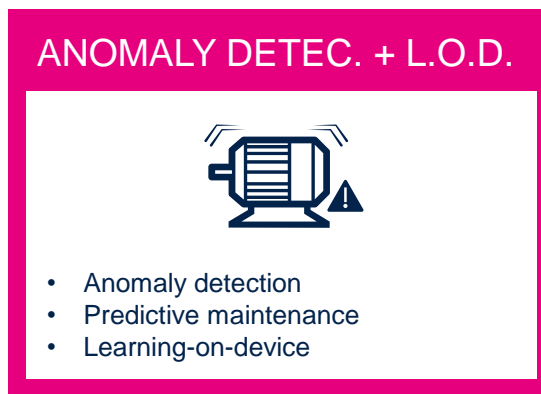 ANOMALY DETEC. + L.O.D.
• Anomaly detection
• Predictive maintenance
• Learning-on-device